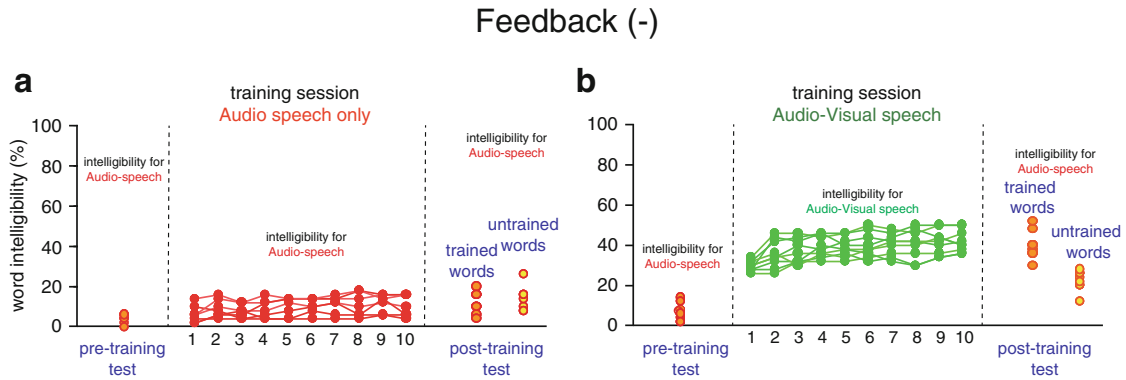 Feedback (-)
a
training session
Audio speech only
word intelligibility (%)
100
80
60
40
20
0
intelligibility for
Audio-speech
intelligibility for
Audio-speech
intelligibility for
Audio-speech
trained
words
untrained
words
1 2 3 4 5 6 7 8 9 10
pre-training
test
post-training
test
b
training session
Audio-Visual speech
100
80
60
40
20
0
intelligibility for
Audio-speech
intelligibility for
Audio-Visual speech
intelligibility for
Audio-speech
trained
words
untrained
words
1 2 3 4 5 6 7 8 9 10
pre-training
test
post-training
test